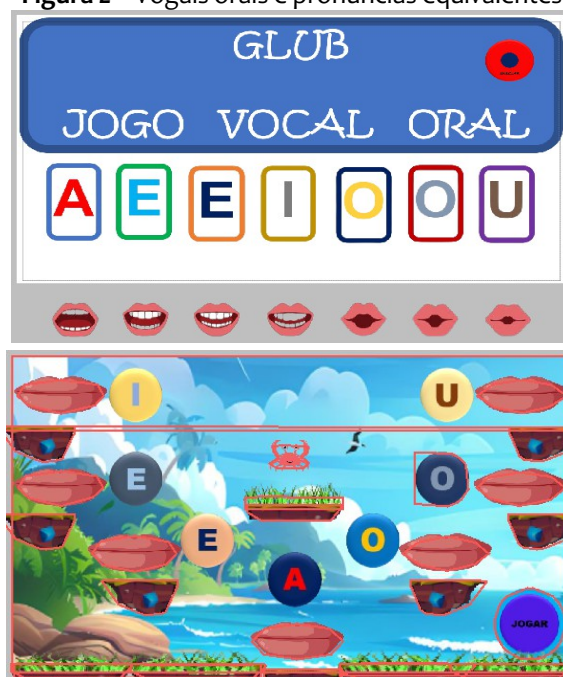 Figura 2 – Vogais orais e pronúncias equivalentes
GLUB
JOGO VOCAL ORAL
A E E I O O U
I U
E O
E O
A
JOGAR